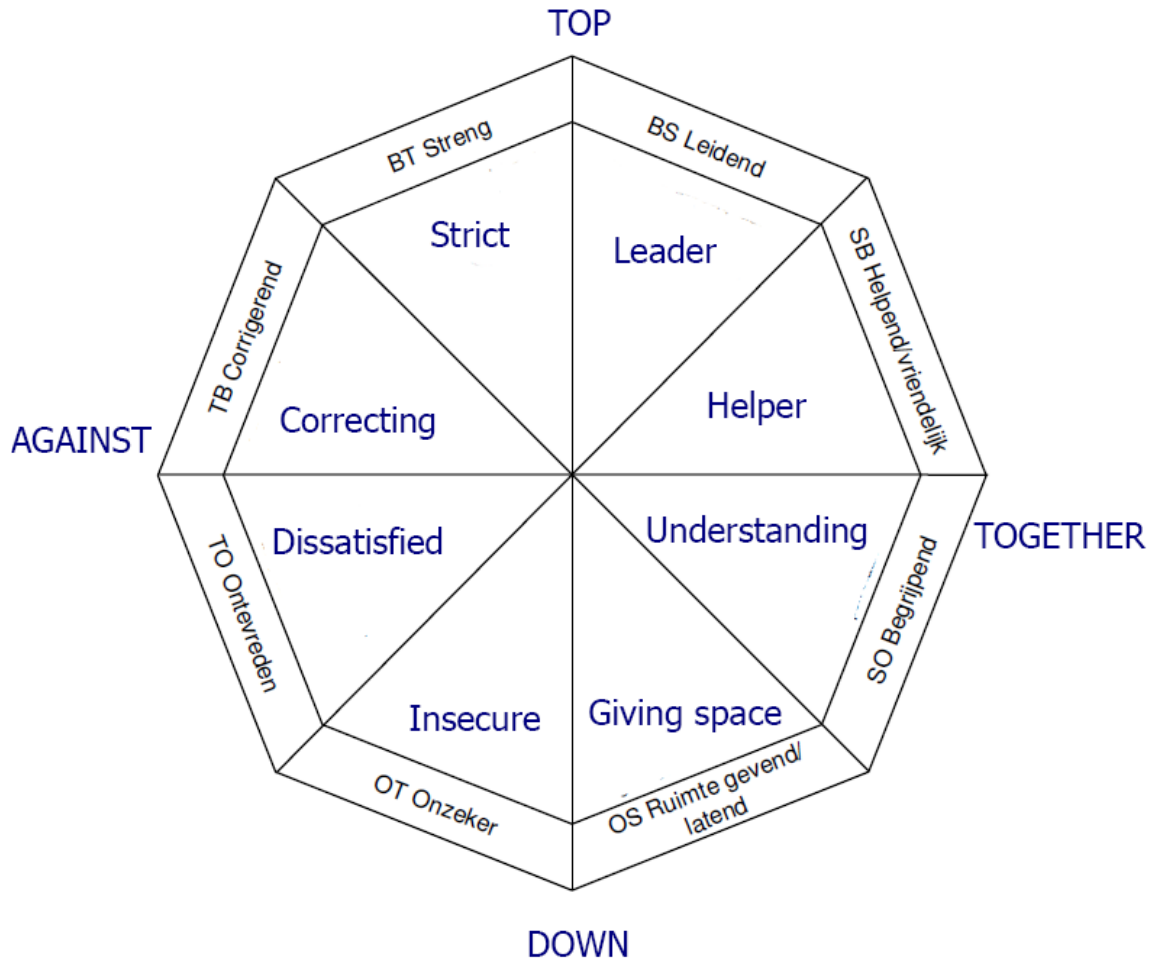 TOP
BT Streng
BS Leidend
Strict
Leader
TB Corrigerend
SB Helpend/vriendelijk
Correcting
Helper
AGAINST
Dissatisfied
Understanding
TOGETHER
TO Ontevreden
SO Begrijpend
Insecure
Giving space
OT Onzeker
OS Ruimte gevend/
latend
DOWN